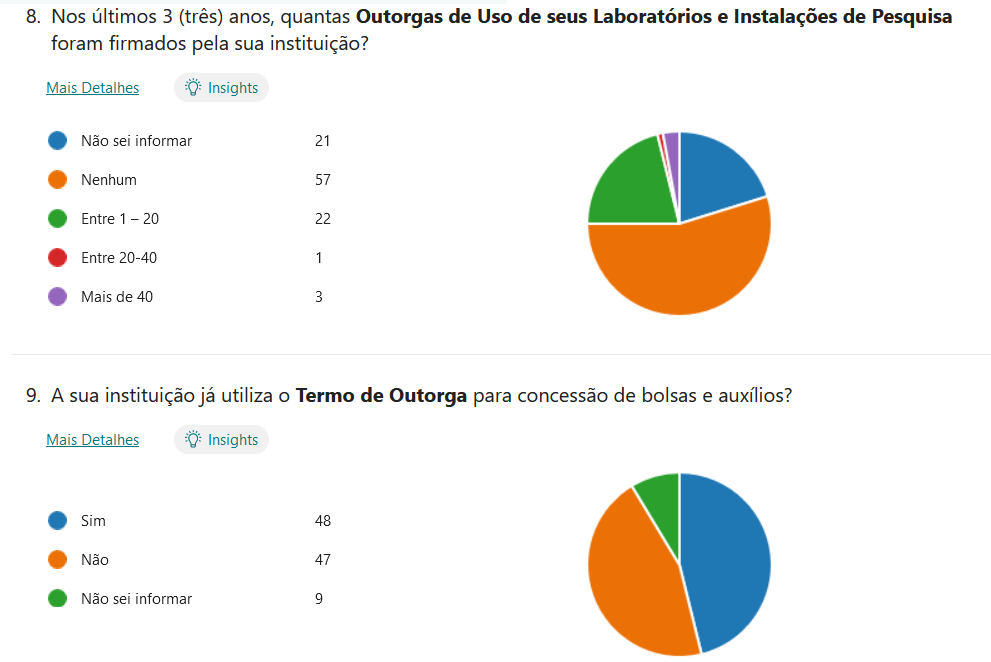 8. Nos últimos 3 (três) anos, quantas Outorgas de Uso de seus Laboratórios e Instalações de Pesquisa
foram firmados pela sua instituição?
Mais Detalhes Insights
Não sei informar 21
Nenhum 57
Entre 1 – 20 22
Entre 20-40 1
Mais de 40 3
9. A sua instituição já utiliza o Termo de Outorga para concessão de bolsas e auxílios?
Mais Detalhes Insights
Sim 48
Não 47
Não sei informar 9